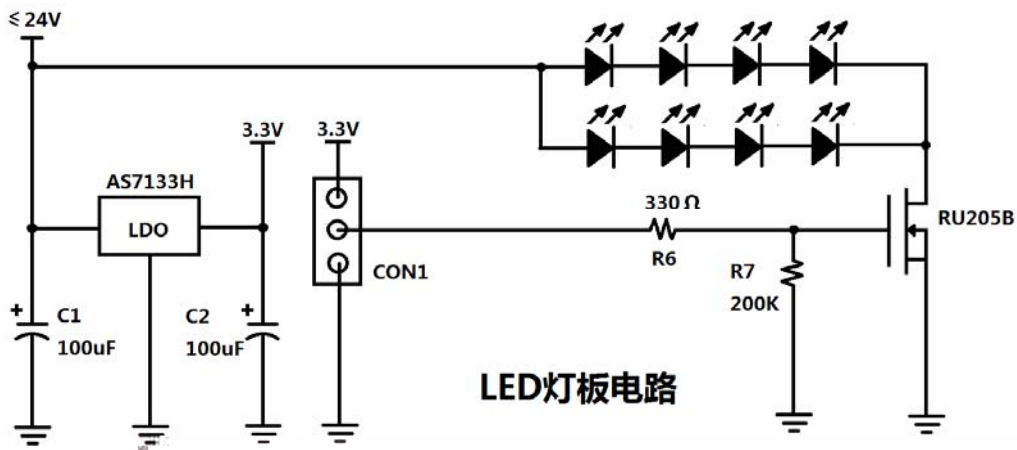 ≤ 24V
3.3V
3.3V
AS7133H
LDO
CON1
330 Ω
R6
R7
200K
RU205B
+
C1
100uF
+
C2
100uF
LED灯板电路